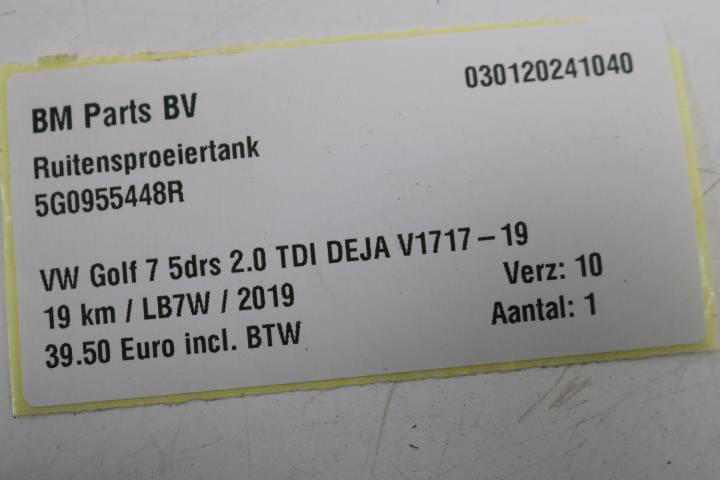 030120241040
BM Parts BV
Ruitensproeiertank
5G0955448R
VW Golf 7 5drs 2.0 TDI DEJA V1717-19
19 km / LB7W / 2019 Verz: 10
39.50 Euro incl. BTW Aantal: 1